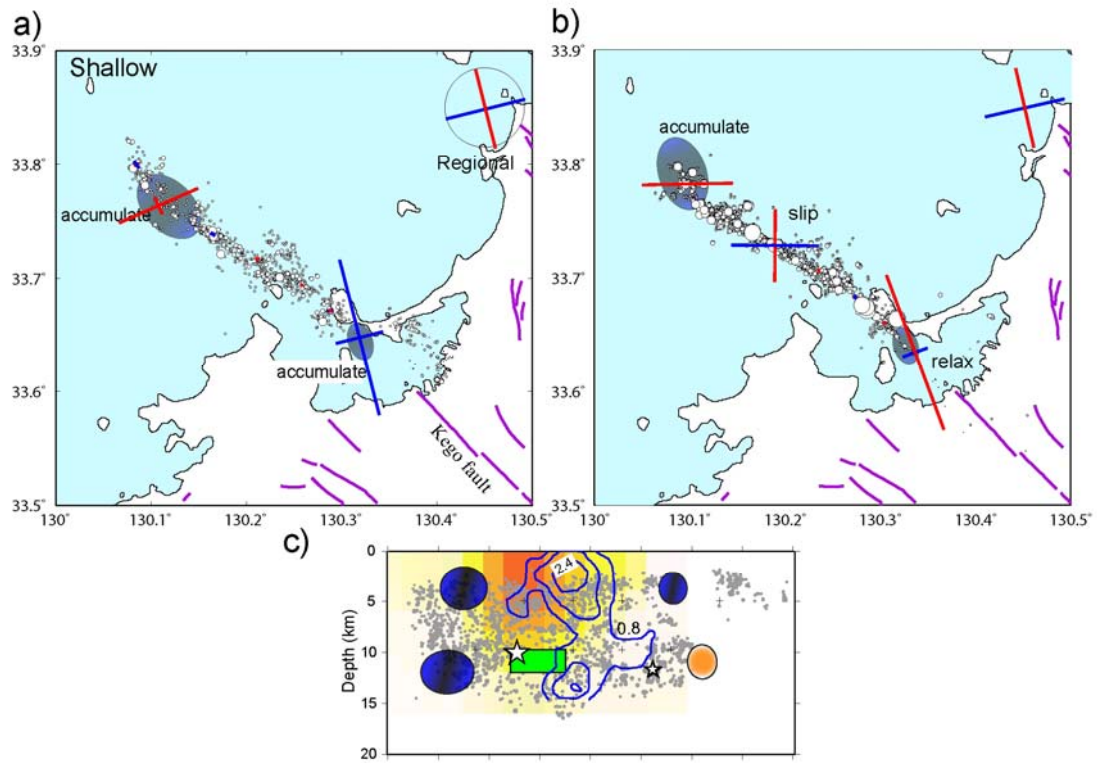 a)
33.9
Shallow
33.8
Regional
accumulate
33.7
accumulate
33.6
Kego fault
33.5
130° 130.1 130.2 130.3 130.4 130.5
b)
33.9
accumulate
33.8
slip
33.7
relax
33.6
33.5
130° 130.1 130.2 130.3 130.4 130.5
c)
0
2.4
5
0.8
Depth (km)
10
15
20